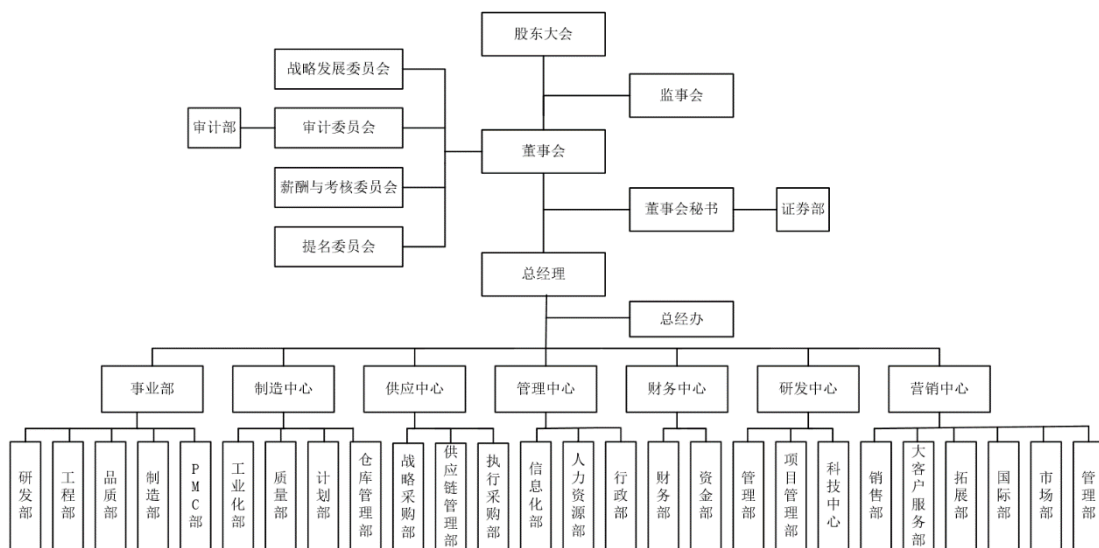 股东大会
战略发展委员会
监事会
审计部
审计委员会
董事会
薪酬与考核委员会
董事会秘书
证券部
提名委员会
总经理
总经办
事业部
制造中心
供应中心
管理中心
财务中心
研发中心
营销中心
研发部
工程部
品质部
制造部
PMC部
工业化部
质量部
计划部
仓库管理部
战略采购部
供应链管理部
执行采购部
信息化部
人力资源部
行政部
财务部
资金部
管理部
项目管理部
科技中心
销售部
大客户服务部
拓展部
国际部
市场部
管理部